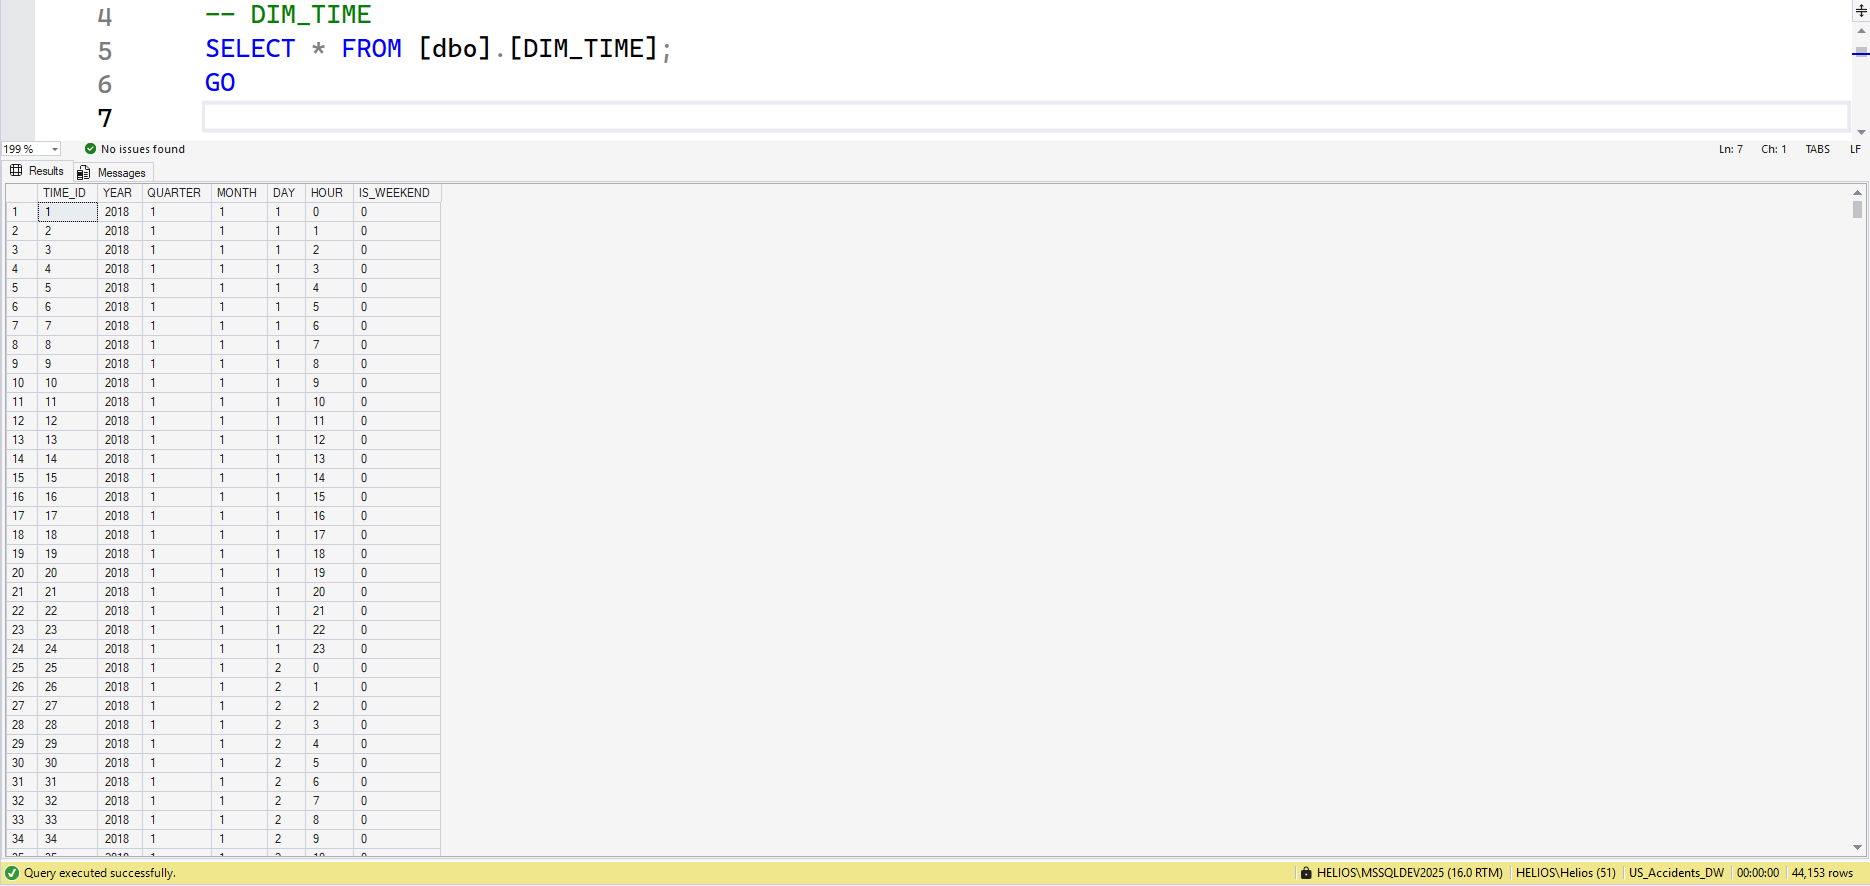 4 -- DIM_TIME
5 SELECT * FROM [dbo].[DIM_TIME];
6 GO
7
199 % No issues found Ln: 7 Ch: 1 TABS LF
Results Messages
TIME_ID YEAR QUARTER MONTH DAY HOUR IS_WEEKEND
1 1 2018 1 1 1 0 0
2 2 2018 1 1 1 1 0
3 3 2018 1 1 1 2 0
4 4 2018 1 1 1 3 0
5 5 2018 1 1 1 4 0
6 6 2018 1 1 1 5 0
7 7 2018 1 1 1 6 0
8 8 2018 1 1 1 7 0
9 9 2018 1 1 1 8 0
10 10 2018 1 1 1 9 0
11 11 2018 1 1 1 10 0
12 12 2018 1 1 1 11 0
13 13 2018 1 1 1 12 0
14 14 2018 1 1 1 13 0
15 15 2018 1 1 1 14 0
16 16 2018 1 1 1 15 0
17 17 2018 1 1 1 16 0
18 18 2018 1 1 1 17 0
19 19 2018 1 1 1 18 0
20 20 2018 1 1 1 19 0
21 21 2018 1 1 1 20 0
22 22 2018 1 1 1 21 0
23 23 2018 1 1 1 22 0
24 24 2018 1 1 1 23 0
25 25 2018 1 1 2 0 0
26 26 2018 1 1 2 1 0
27 27 2018 1 1 2 2 0
28 28 2018 1 1 2 3 0
29 29 2018 1 1 2 4 0
30 30 2018 1 1 2 5 0
31 31 2018 1 1 2 6 0
32 32 2018 1 1 2 7 0
33 33 2018 1 1 2 8 0
34 34 2018 1 1 2 9 0
Query executed successfully. HELIOS\MSSQLDEV2025 (16.0 RTM) HELIOS\Helios (51) US_Accidents_DW 00:00:00 44,153 rows